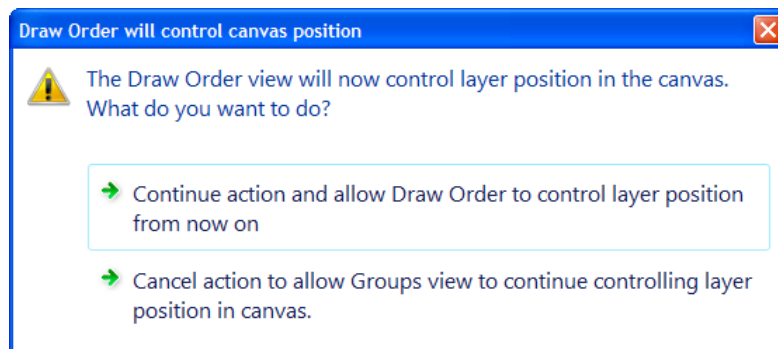 Draw Order will control canvas position
The Draw Order view will now control layer position in the canvas.
What do you want to do?
Continue action and allow Draw Order to control layer position
from now on
Cancel action to allow Groups view to continue controlling layer
position in canvas.